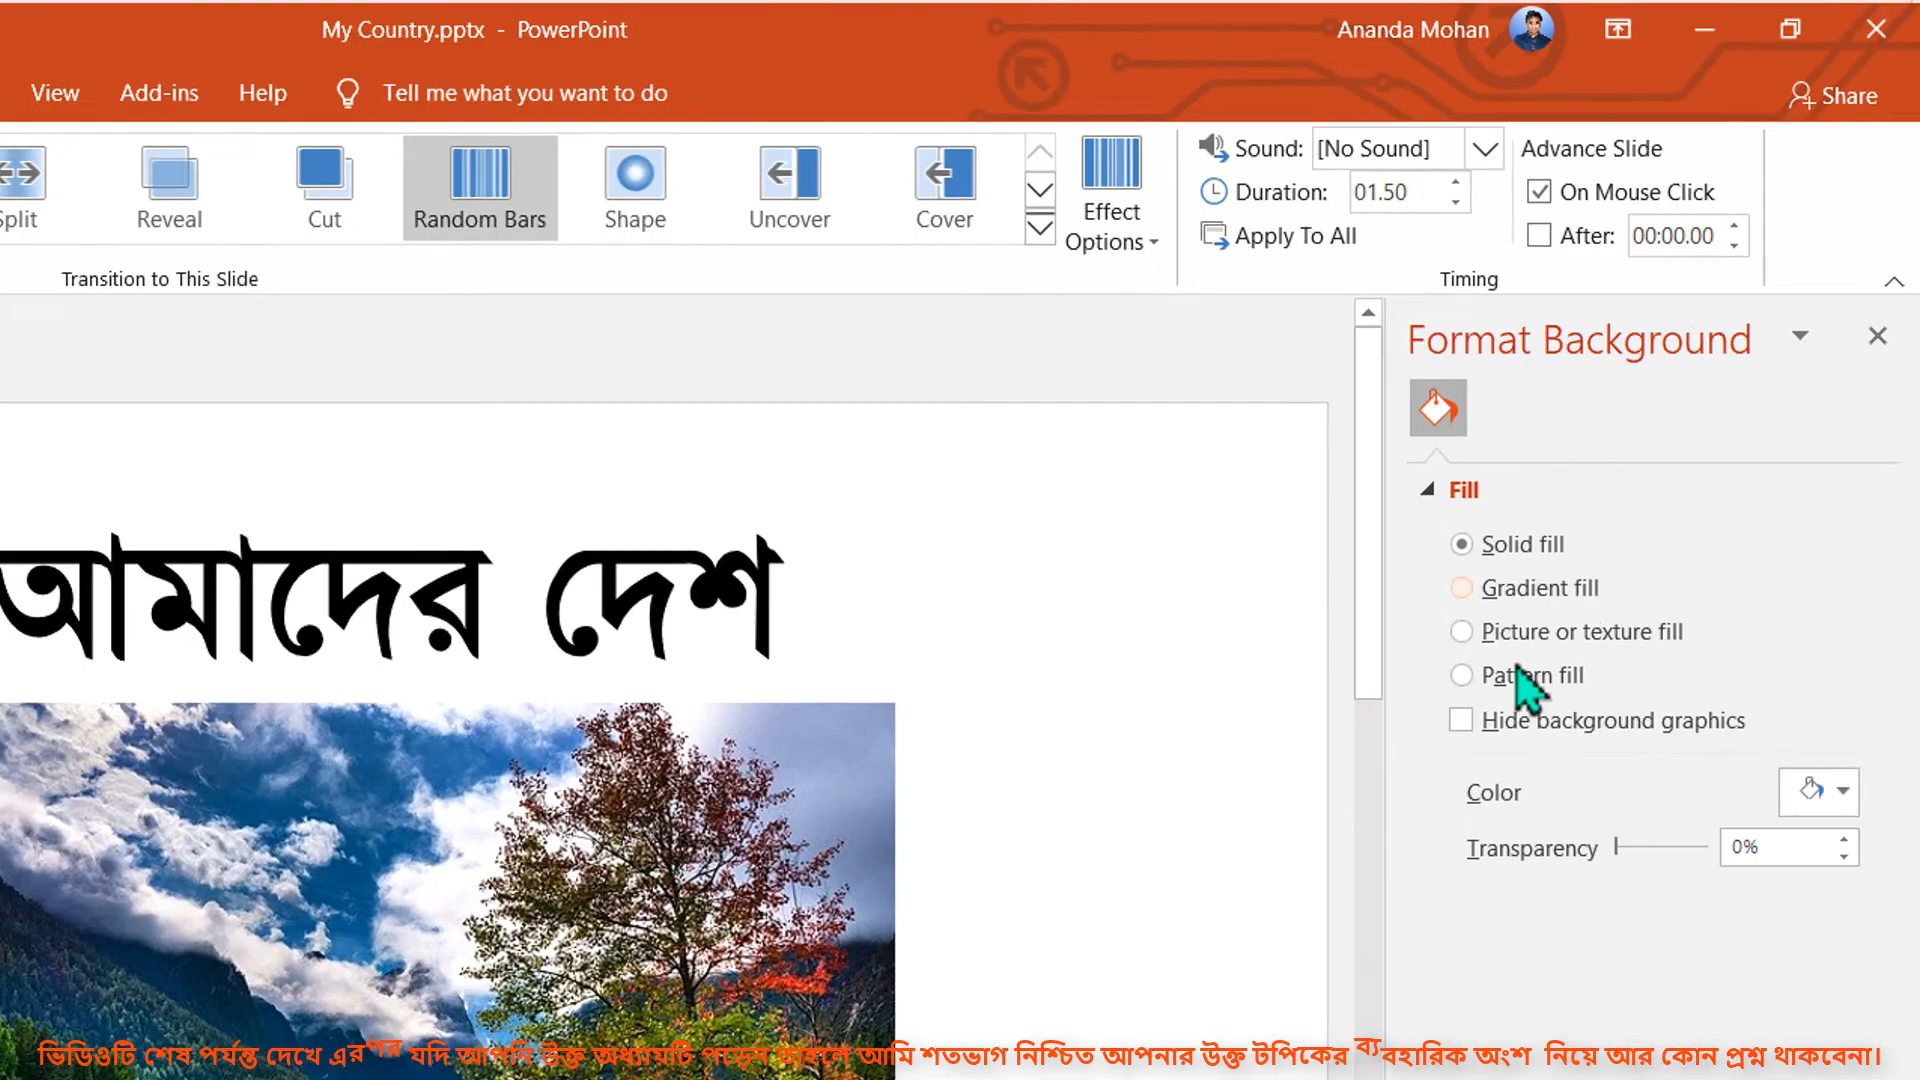 My Country.pptx - PowerPoint
Ananda Mohan
View Add-ins Help Tell me what you want to do
Share
Split Reveal Cut Random Bars Shape Uncover Cover
Effect Options
Transition to This Slide
Sound: [No Sound]
Duration: 01.50
Apply To All
Advance Slide
On Mouse Click
After: 00:00.00
Timing
Format Background
Fill
Solid fill
Gradient fill
Picture or texture fill
Pattern fill
Hide background graphics
Color
Transparency 0%
আমাদের দেশ
ভিডিওটি শেষ পর্যন্ত দেখে এরপর যদি আপনি উক্ত অধ্যায়টি পড়েন তাহলে আমি শতভাগ নিশ্চিত আপনার উক্ত টপিকের ব্যবহারিক অংশ নিয়ে আর কোন প্রশ্ন থাকবেনা।